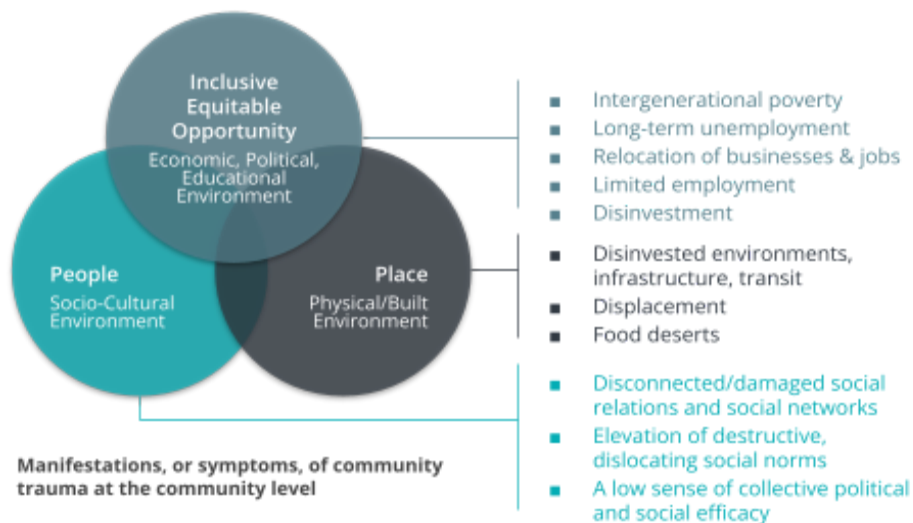 Inclusive
Equitable
Opportunity
Economic, Political,
Educational
Environment
People
Socio-Cultural
Environment
Place
Physical/Built
Environment
Intergenerational poverty
Long-term unemployment
Relocation of businesses & jobs
Limited employment
Disinvestment
Disinvested environments,
infrastructure, transit
Displacement
Food deserts
Disconnected/damaged social
relations and social networks
Elevation of destructive,
dislocating social norms
A low sense of collective political
and social efficacy
Manifestations, or symptoms, of community
trauma at the community level